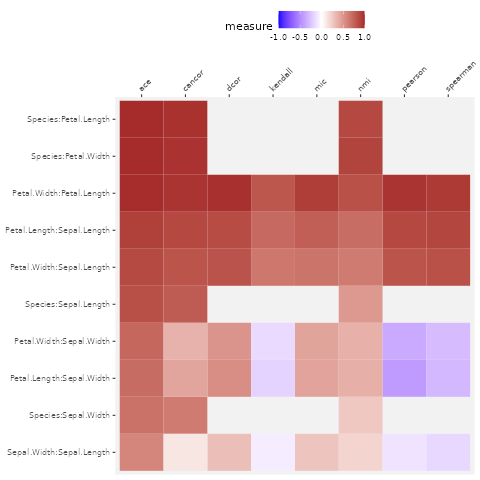 measure
-1.0 -0.5 0.0 0.5 1.0
ace cancor dcor kendall mic nmi pearson spearman
Species:Petal.Length
Species:Petal.Width
Petal.Width:Petal.Length
Petal.Length:Sepal.Length
Petal.Width:Sepal.Length
Species:Sepal.Length
Petal.Width:Sepal.Width
Petal.Length:Sepal.Width
Species:Sepal.Width
Sepal.Width:Sepal.Length